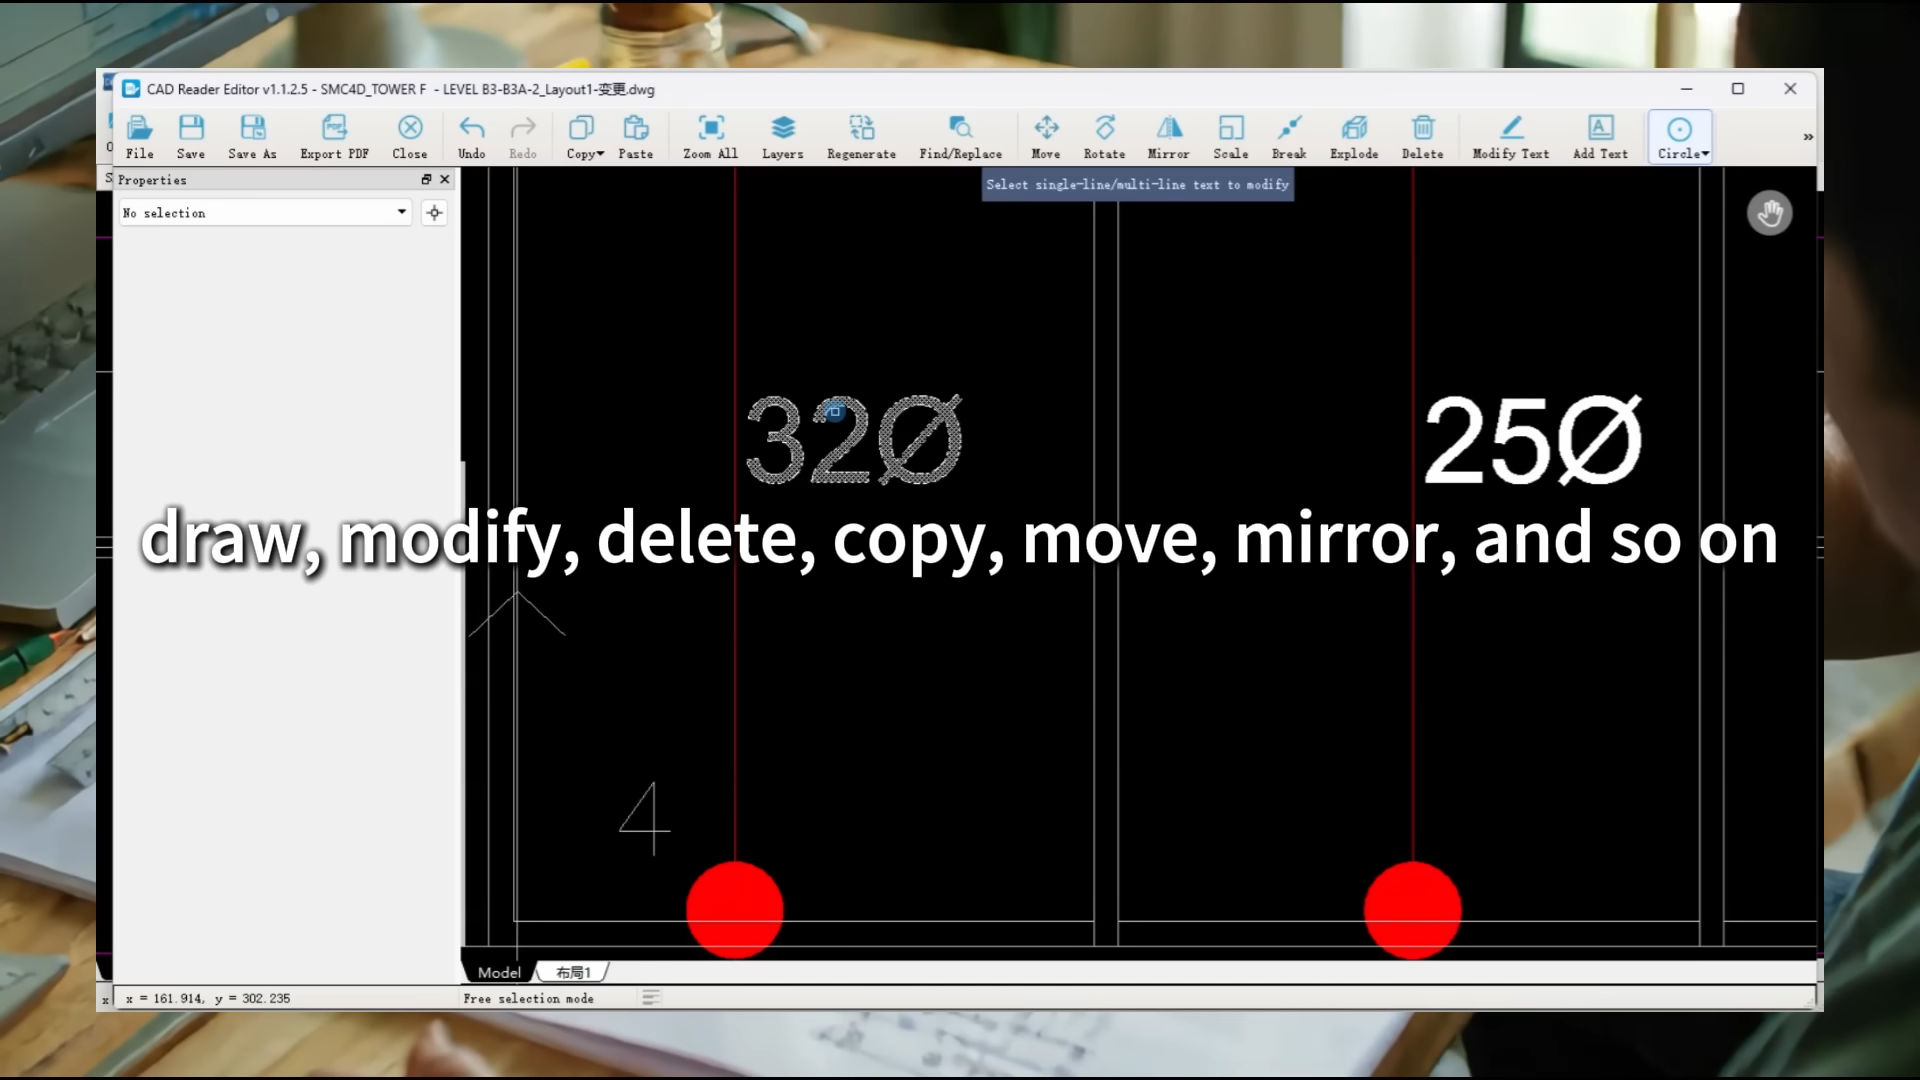 CAD Reader Editor v1.1.2.5 - SMC4D_TOWER F - LEVEL B3-B3A-2_Layout1-变更.dwg
File Save Save As Export PDF Close Undo Redo Copy Paste Zoom All Layers Regenerate Find/Replace Move Rotate Mirror Scale Break Explode Delete Modify Text Add Text Circle »
Properties
Select single-line/multi-line text to modify
No selection
32Ø 25Ø
draw, modify, delete, copy, move, mirror, and so on
4
Model 布局1
x = 161.914, y = 302.235 Free selection mode